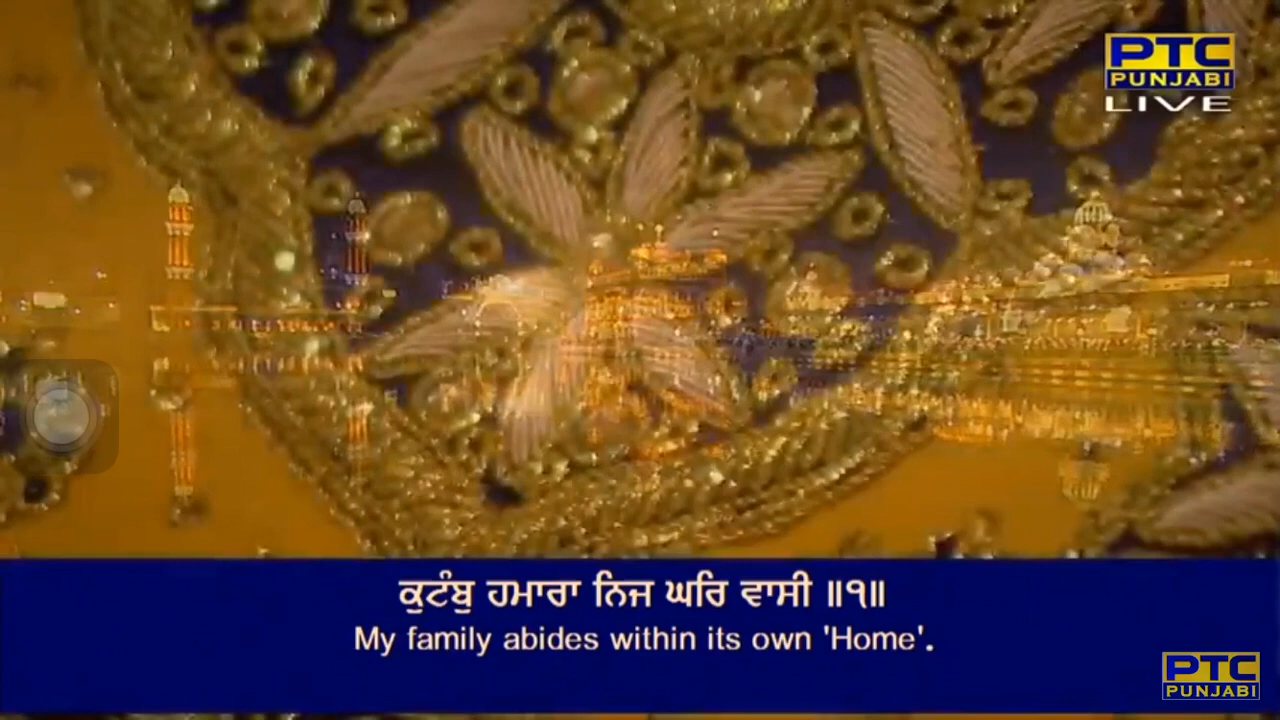 PTC
PUNJABI
LIVE
ਕੁਟੰਬੁ ਹਮਾਰਾ ਨਿਜ ਘਰਿ ਵਾਸੀ ॥੧॥
My family abides within its own 'Home'.
PTC
PUNJABI